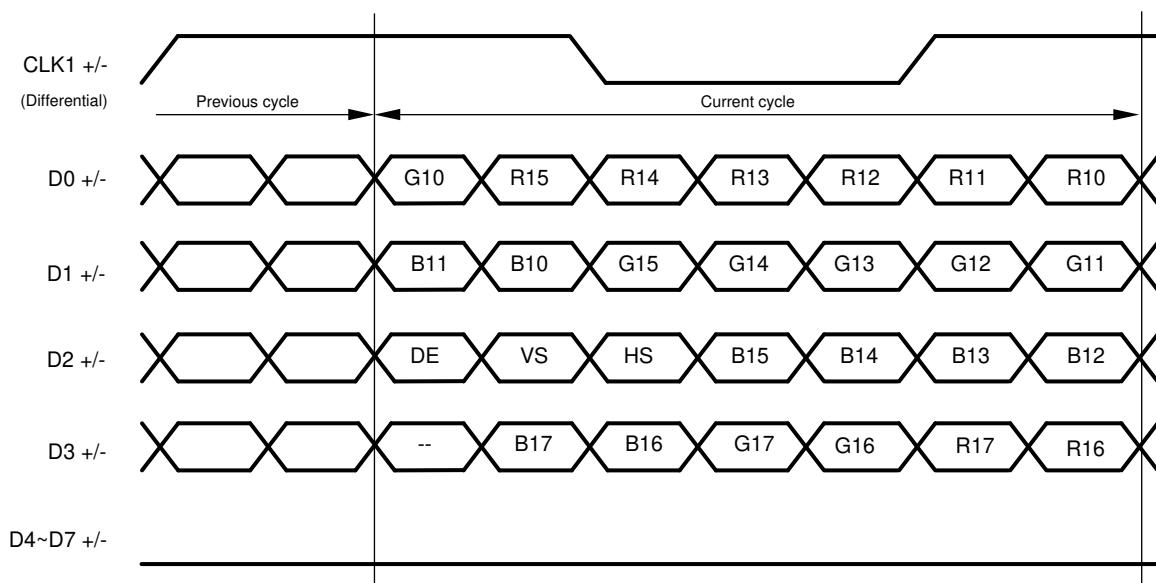 CLK1 +/-
(Differential)
Previous cycle
Current cycle
D0 +/-
G10 R15 R14 R13 R12 R11 R10
D1 +/-
B11 B10 G15 G14 G13 G12 G11
D2 +/-
DE VS HS B15 B14 B13 B12
D3 +/-
-- B17 B16 G17 G16 R17 R16
D4~D7 +/-